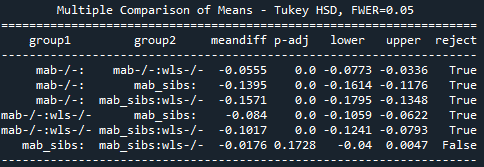 Multiple Comparison of Means - Tukey HSD, FWER=0.05
group1 group2 meandiff p-adj lower upper reject
mab-/-: mab-/-:wls-/- -0.0555 0.0 -0.0773 -0.0336 True
mab-/-: mab_sibs: -0.1395 0.0 -0.1614 -0.1176 True
mab-/-: mab_sibs:wls-/- -0.1571 0.0 -0.1795 -0.1348 True
mab-/-:wls-/- mab_sibs: -0.084 0.0 -0.1059 -0.0622 True
mab-/-:wls-/- mab_sibs:wls-/- -0.1017 0.0 -0.1241 -0.0793 True
mab_sibs: mab_sibs:wls-/- -0.0176 0.1728 -0.04 0.0047 False